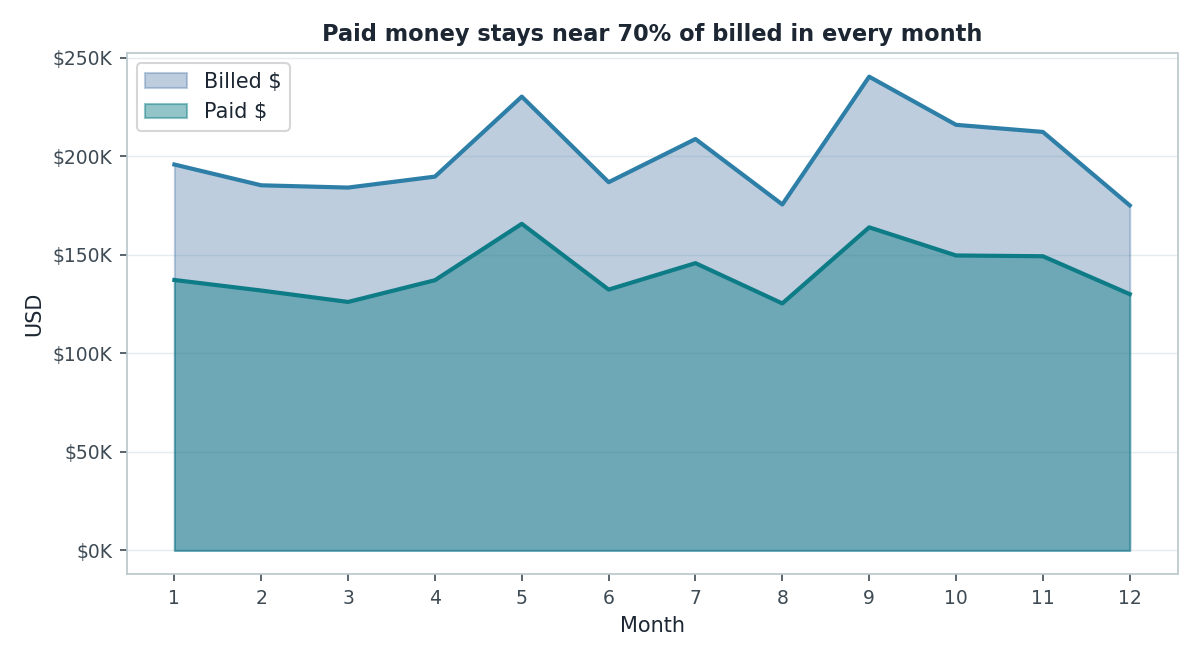 Paid money stays near 70% of billed in every month
$250K
$200K
$150K
$100K
$50K
$0K
USD
Billed $
Paid $
1 2 3 4 5 6 7 8 9 10 11 12
Month